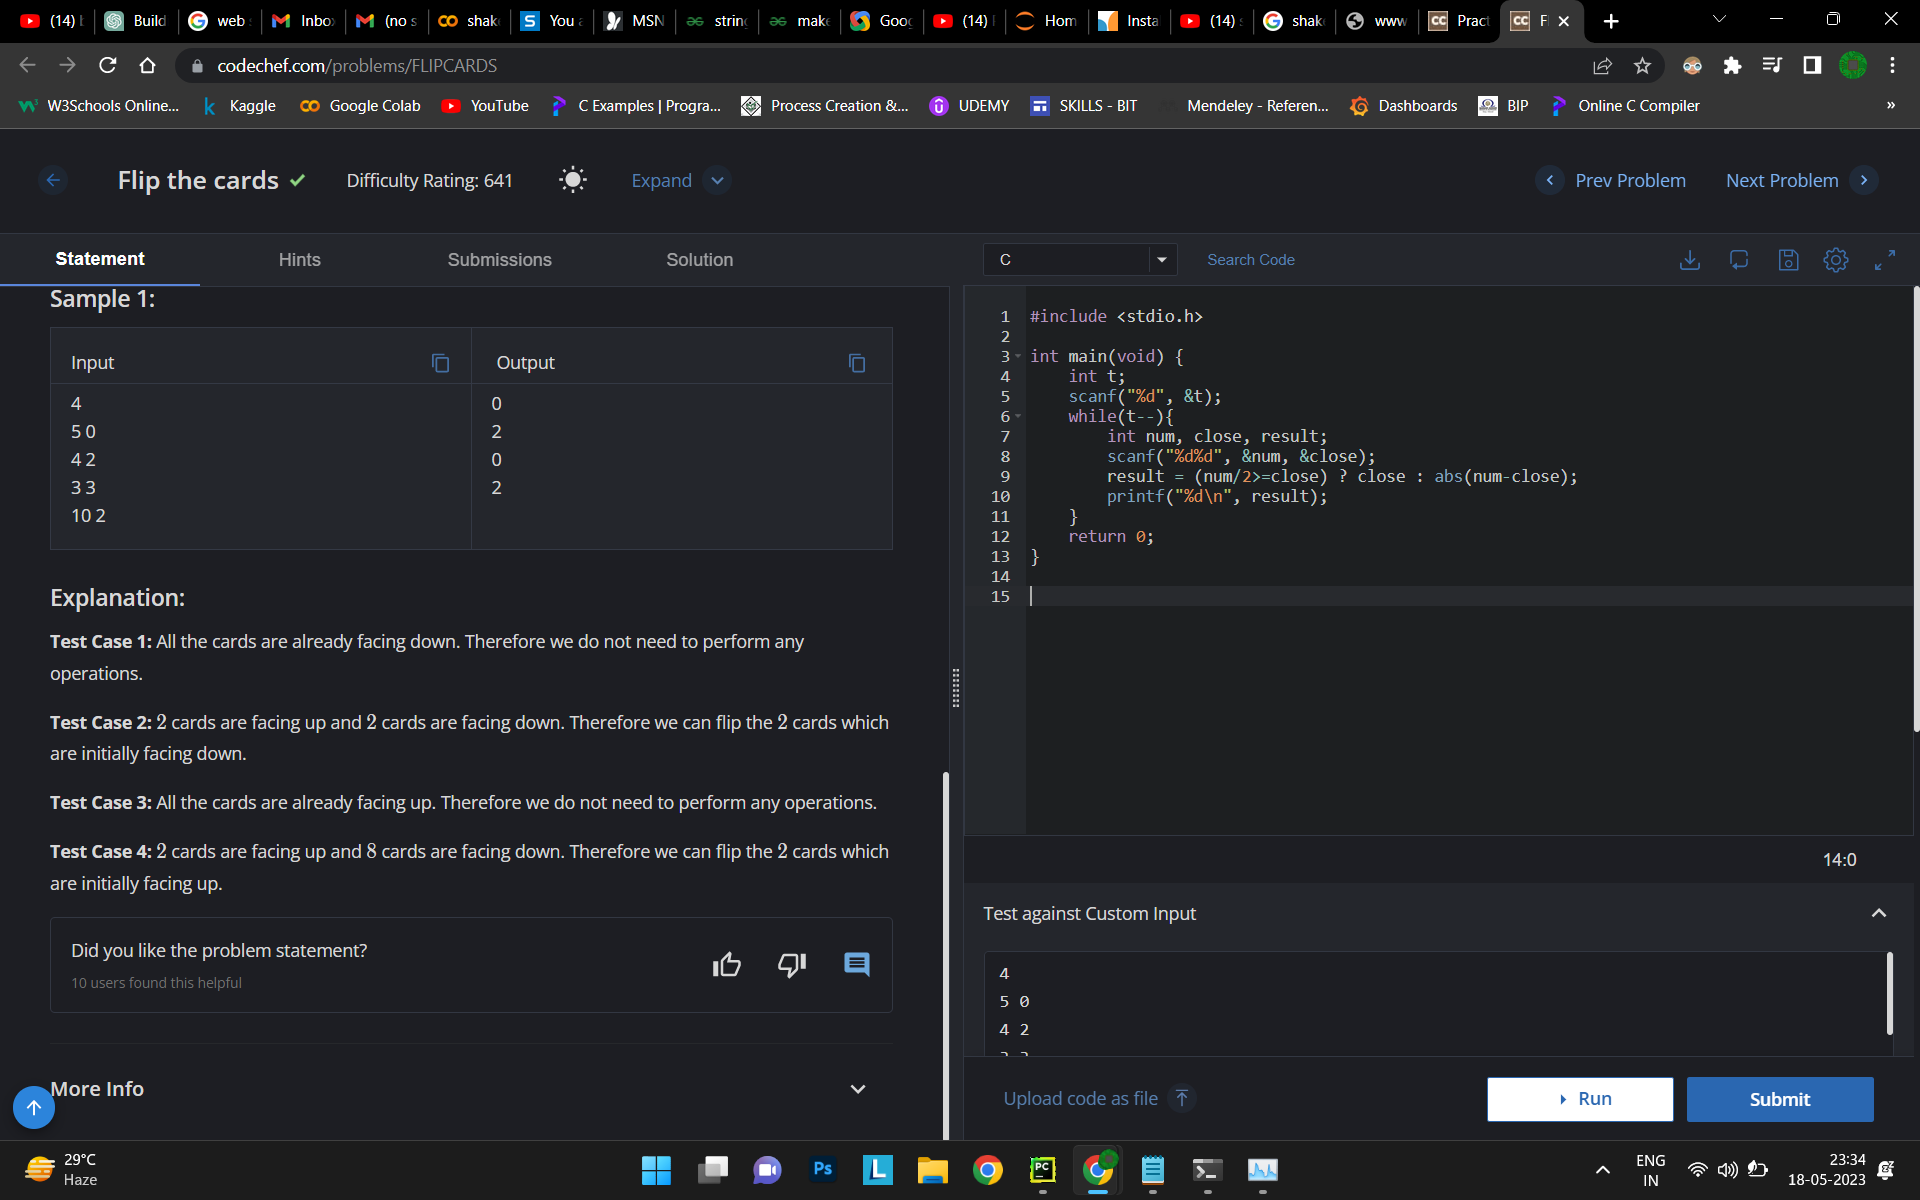 (14)
Build
web
Inbo
(no s
shak
You a
MSN
string
make
Goog
(14)
Hom
Insta
(14)
shak
www
Pract
codechef.com/problems/FLIPCARDS
W3Schools Online...
Kaggle
Google Colab
YouTube
C Examples | Progra...
Process Creation &...
UDEMY
SKILLS - BIT
Mendeley - Referen...
Dashboards
BIP
Online C Compiler
»
Flip the cards
Difficulty Rating: 641
Expand
Prev Problem
Next Problem
Statement
Hints
Submissions
Solution
C
Search Code
Sample 1:
Input
Output
4
5 0
4 2
3 3
10 2
0
2
0
2
Explanation:
Test Case 1: All the cards are already facing down. Therefore we do not need to perform any
operations.
Test Case 2: 2 cards are facing up and 2 cards are facing down. Therefore we can flip the 2 cards which
are initially facing down.
Test Case 3: All the cards are already facing up. Therefore we do not need to perform any operations.
Test Case 4: 2 cards are facing up and 8 cards are facing down. Therefore we can flip the 2 cards which
are initially facing up.
Did you like the problem statement?
10 users found this helpful
More Info
1 #include <stdio.h>
2
3 int main(void) {
4 int t;
5 scanf("%d", &t);
6 while(t--){
7 int num, close, result;
8 scanf("%d%d", &num, &close);
9 result = (num/2>=close) ? close : abs(num-close);
10 printf("%d\n", result);
11 }
12 return 0;
13 }
14
15
14:0
Test against Custom Input
4
5 0
4 2
Upload code as file
Run
Submit
29°C
Haze
Ps
L
PC
ENG
IN
23:34
18-05-2023